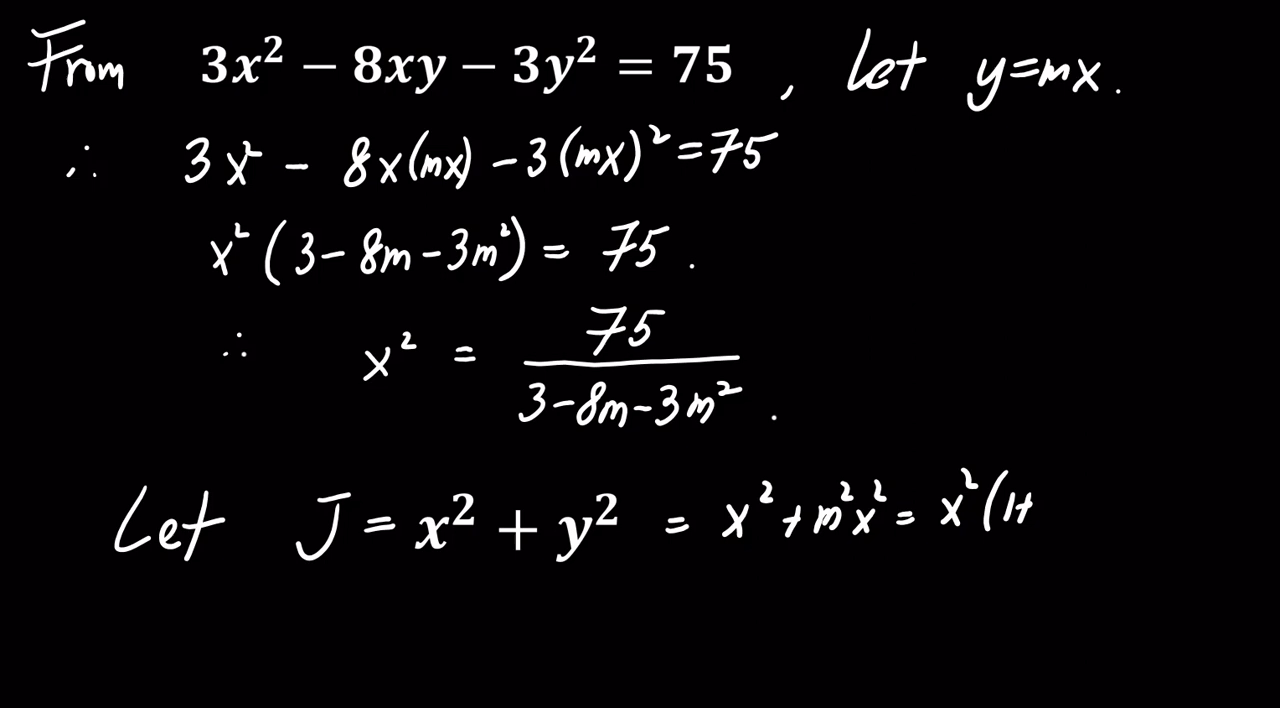 From 3x² − 8xy − 3y² = 75 , Let y=mx.
∴ 3x² - 8x(mx) - 3(mx)² = 75
x² (3-8m-3m²) = 75 .
∴ x² = 75 / 3-8m-3m² .
Let J = x² + y² = x² + m²x² = x² (1+